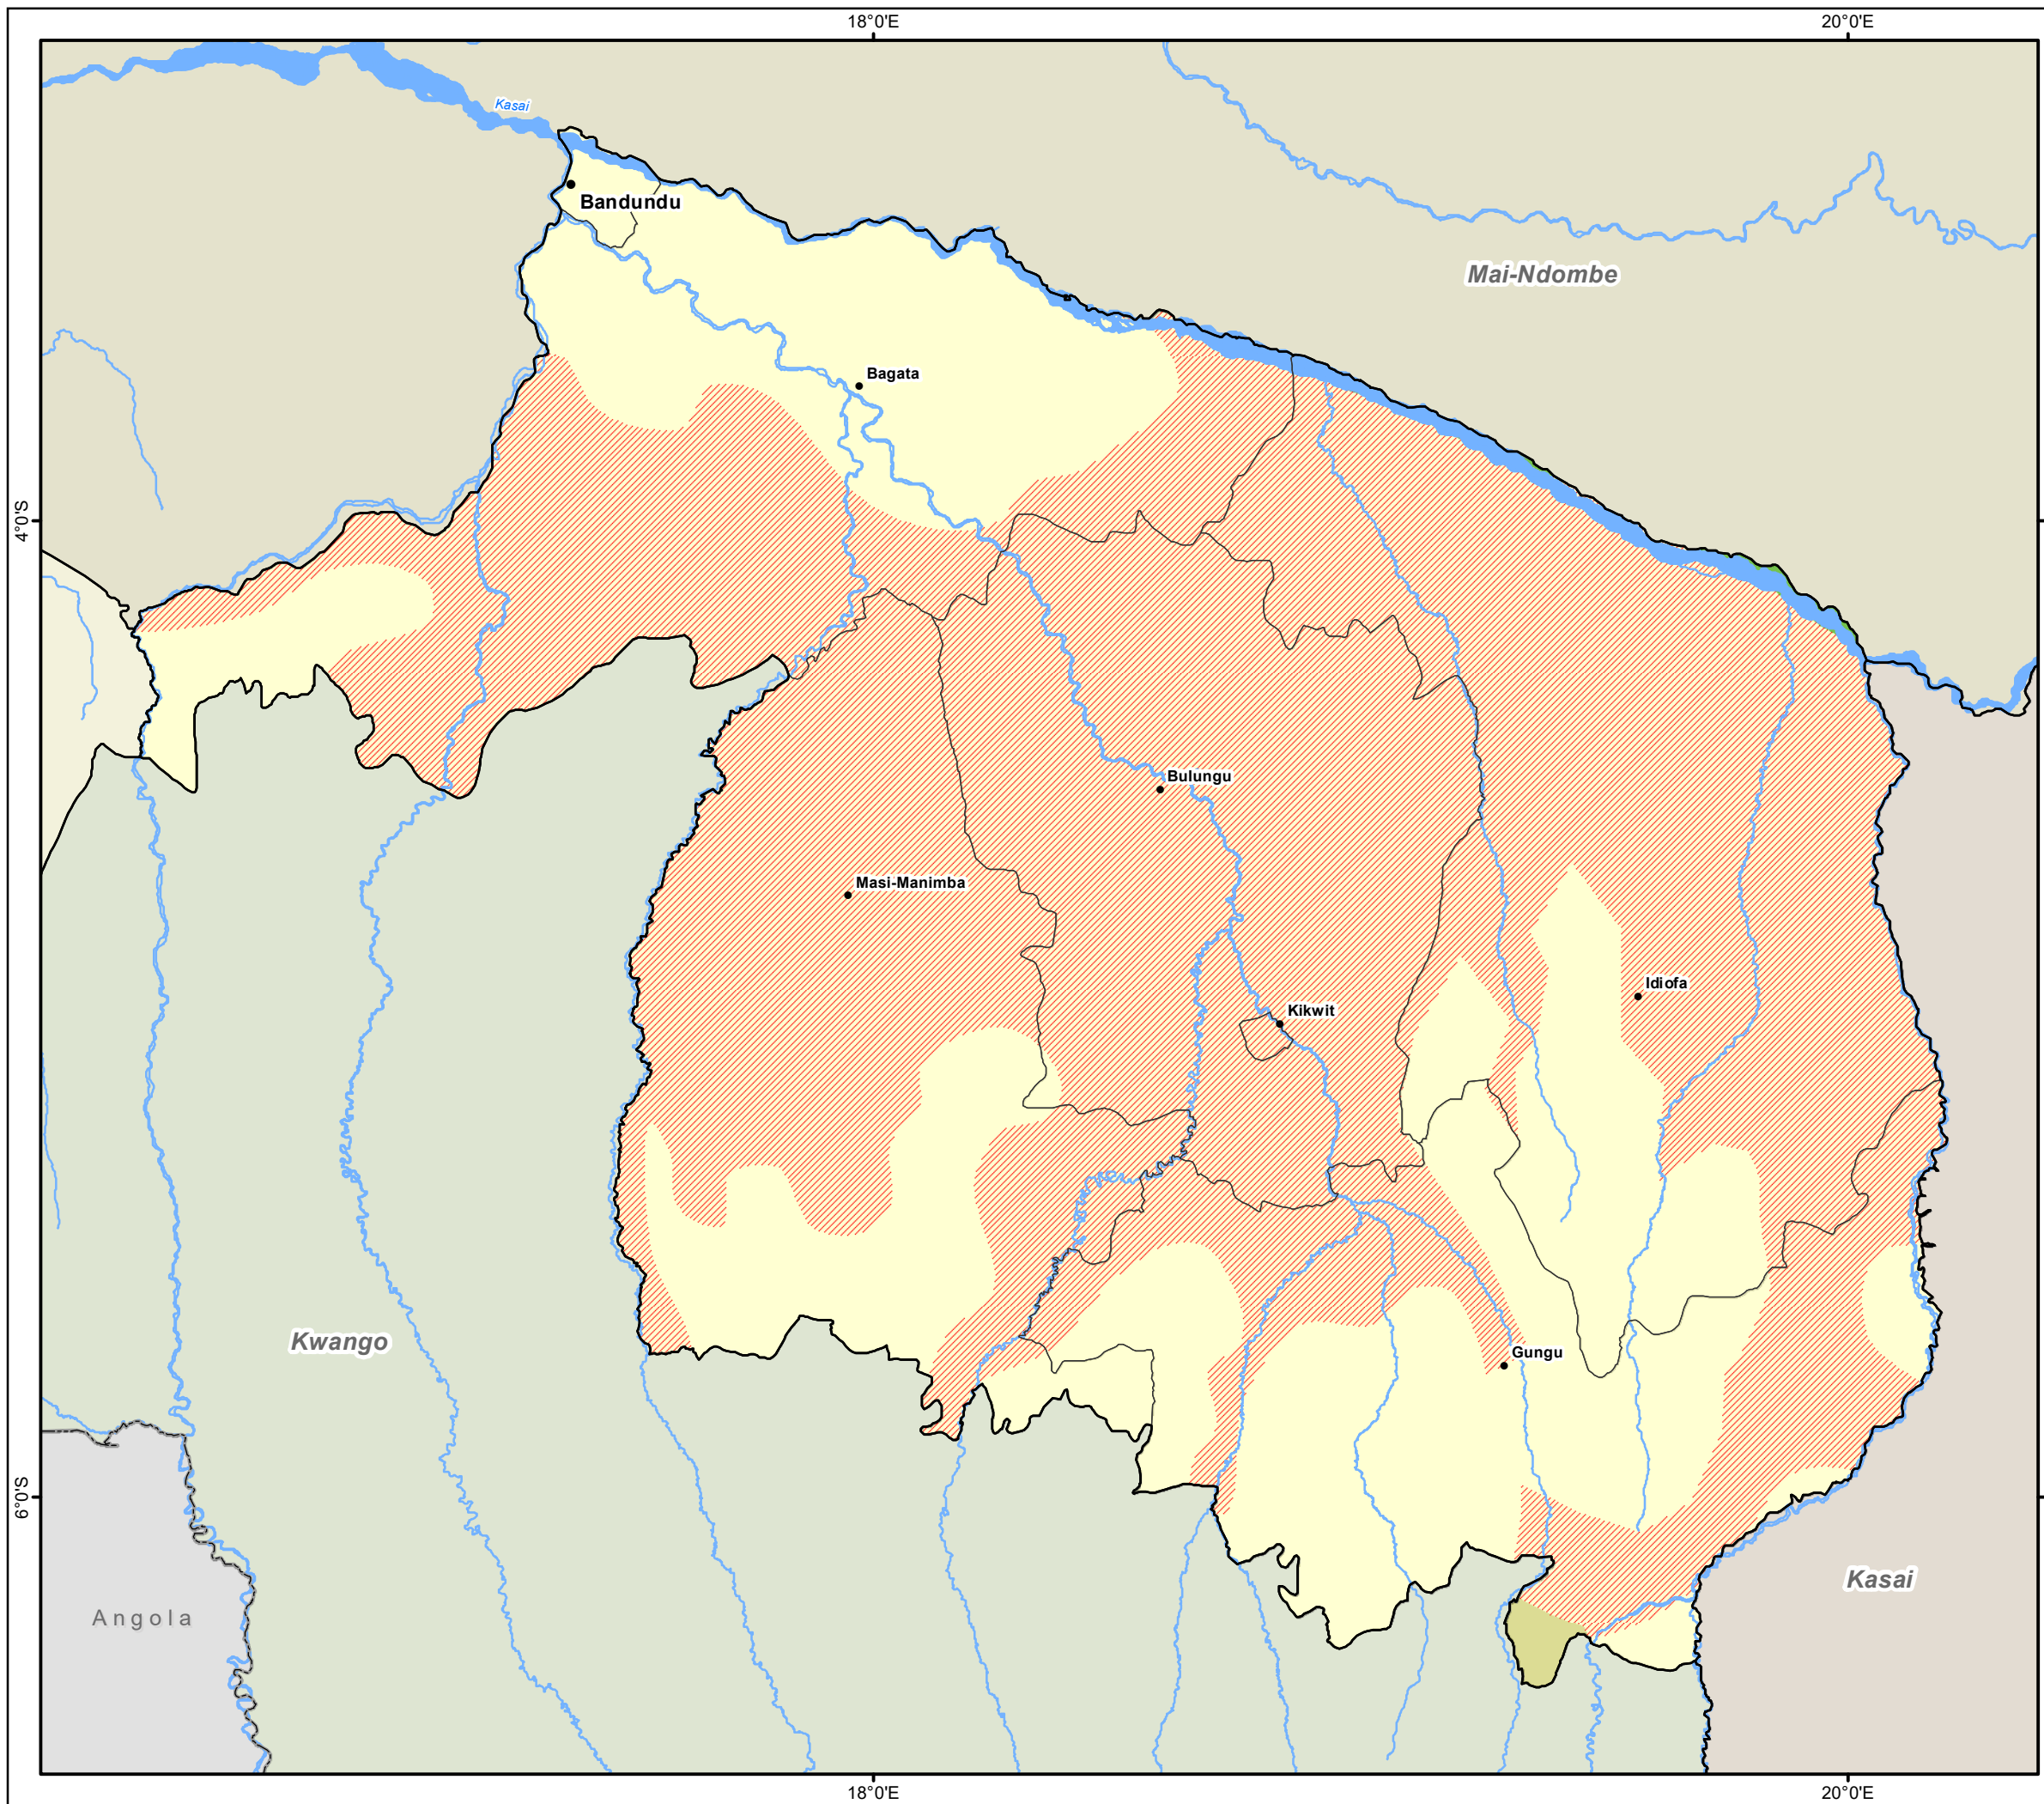 18°0'E
20°0'E
Kasai
Bandundu
Mai-Ndombe
Bagata
4°0'S
Bulungu
Masi-Manimba
Idiofa
Kikwit
Kwango
Gungu
6°0'S
Kasai
Angola
18°0'E
20°0'E